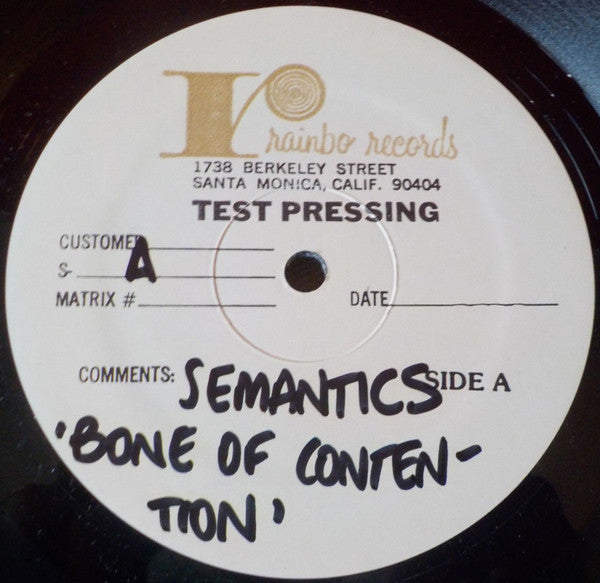 r rainbo records
1738 BERKELEY STREET
SANTA MONICA, CALIF. 90404
TEST PRESSING
CUSTOMER
S- A
MATRIX #
DATE
COMMENTS: SEMANTICS SIDE A
'BONE OF CONTEN-
TION'